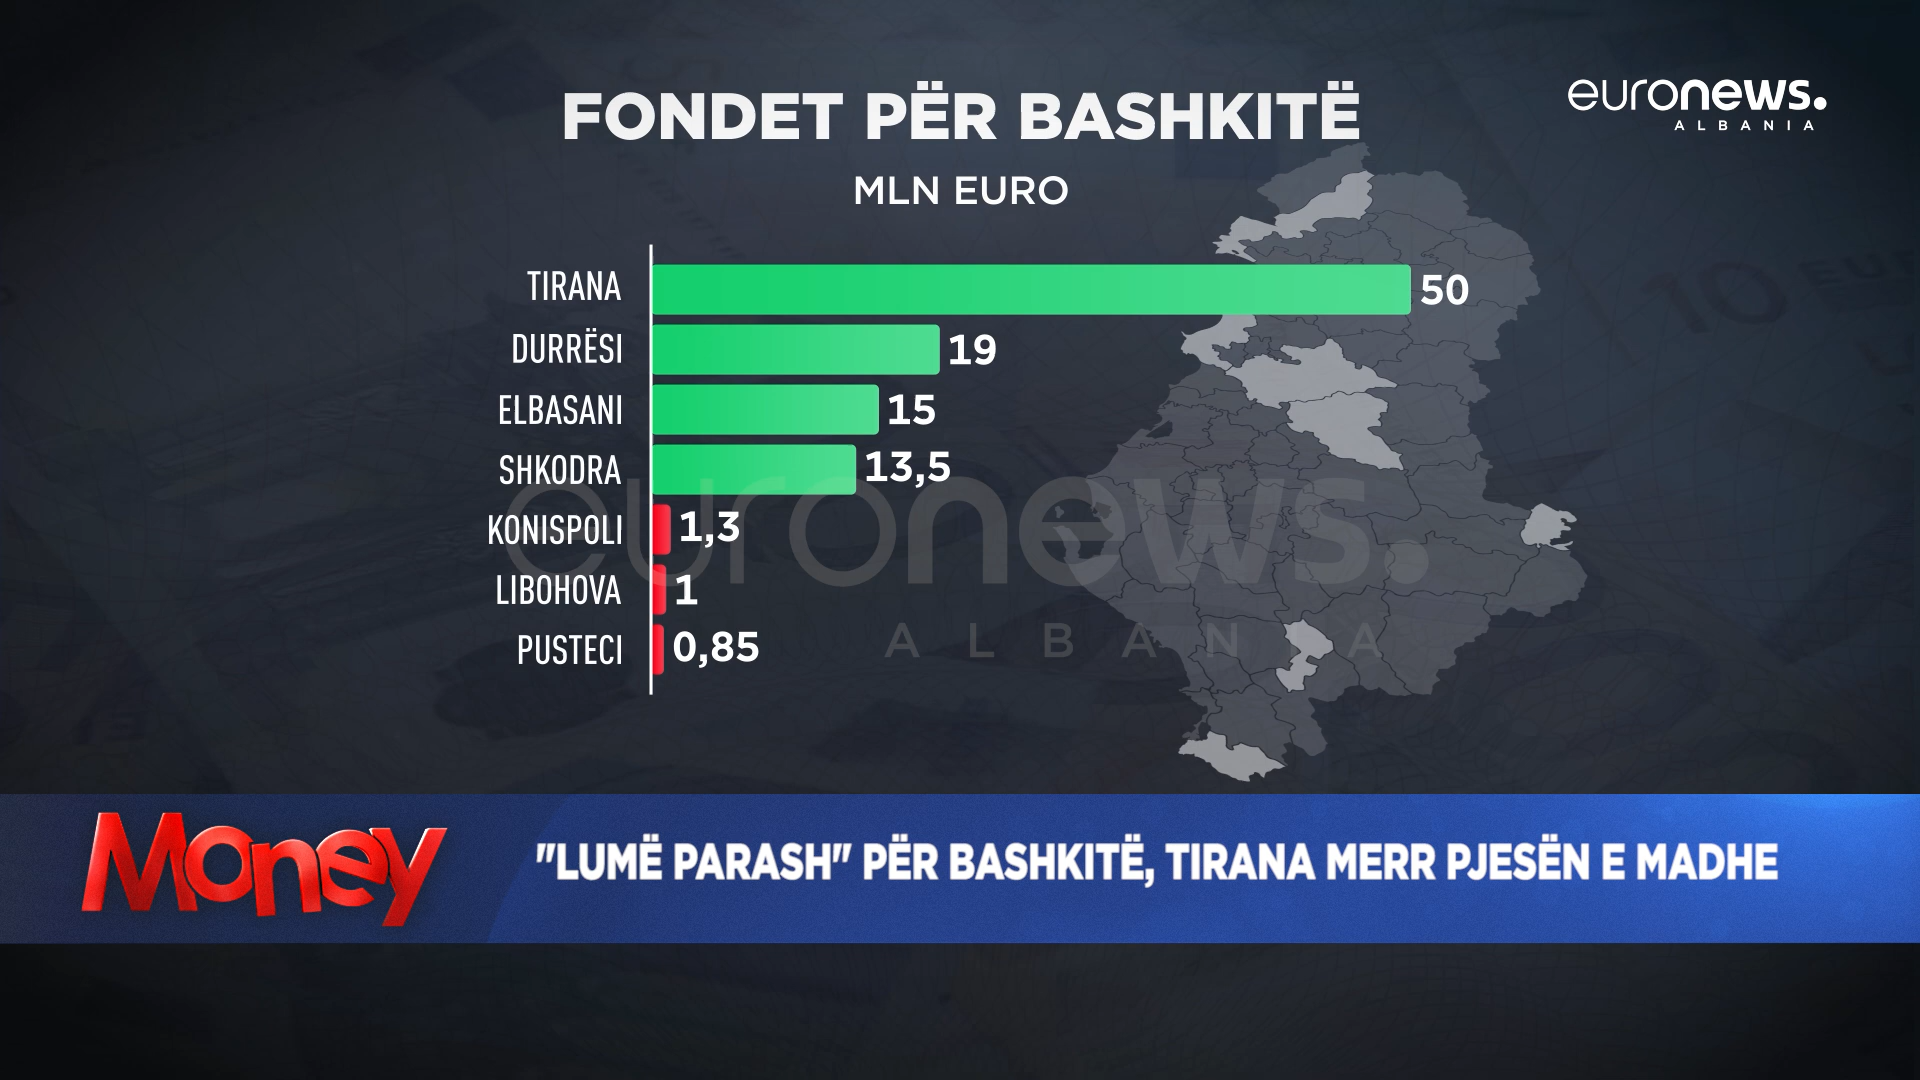 FONDET PËR BASHKITË
euronews.
ALBANIA
MLN EURO
TIRANA 50
DURRËSI 19
ELBASANI 15
SHKODRA 13,5
KONISPOLI 1,3
LIBOHOVA 1
PUSTECI 0,85
euronews.
ALBANIA
10
Money
"LUMË PARASH" PËR BASHKITË, TIRANA MERR PJESËN E MADHE